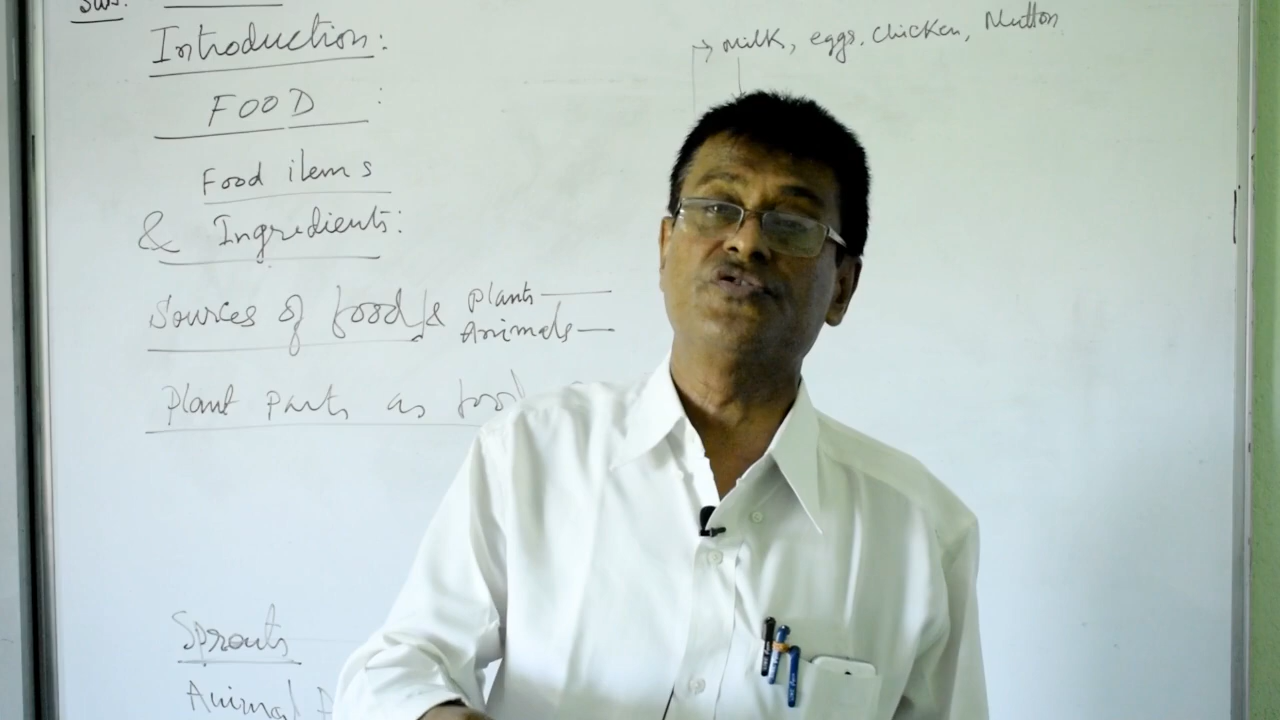 Introduction:
→ Milk, eggs, chicken, Mutton
FOOD :
Food items
& Ingredients:
Sources of food
Plants
Animals
Plant parts as food
Sprouts
Animal